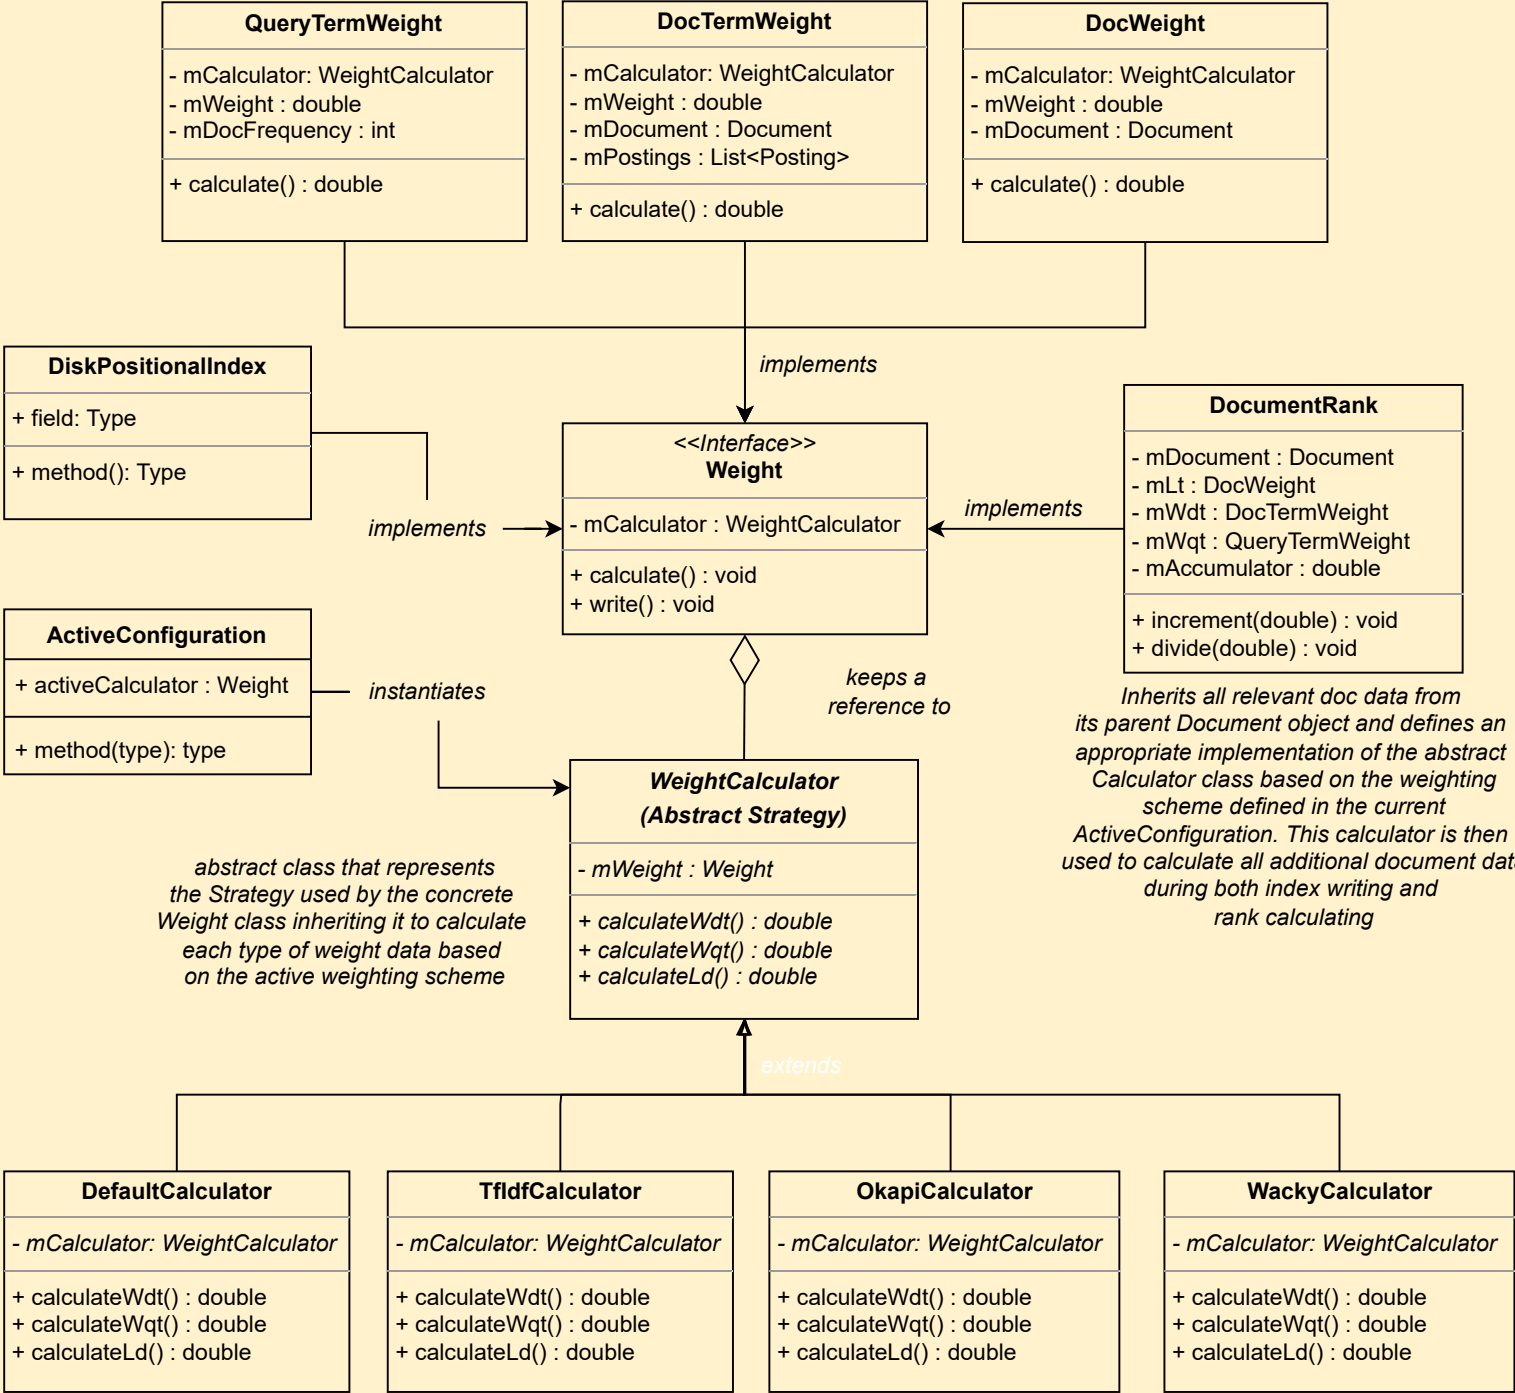 QueryTermWeight
- mCalculator: WeightCalculator
- mWeight : double
- mDocFrequency : int
+ calculate() : double
DocTermWeight
- mCalculator: WeightCalculator
- mWeight : double
- mDocument : Document
- mPostings : List<Posting>
+ calculate() : double
DocWeight
- mCalculator: WeightCalculator
- mWeight : double
- mDocument : Document
+ calculate() : double
implements
DiskPositionalIndex
+ field: Type
+ method(): Type
implements
<<Interface>>
Weight
- mCalculator : WeightCalculator
+ calculate() : void
+ write() : void
implements
DocumentRank
- mDocument : Document
- mLt : DocWeight
- mWdt : DocTermWeight
- mWqt : QueryTermWeight
- mAccumulator : double
+ increment(double) : void
+ divide(double) : void
ActiveConfiguration
+ activeCalculator : Weight
+ method(type): type
instantiates
keeps a
reference to
Inherits all relevant doc data from
its parent Document object and defines an
appropriate implementation of the abstract
Calculator class based on the weighting
scheme defined in the current
ActiveConfiguration. This calculator is then
used to calculate all additional document data
during both index writing and
rank calculating
WeightCalculator
(Abstract Strategy)
- mWeight : Weight
+ calculateWdt() : double
+ calculateWqt() : double
+ calculateLd() : double
abstract class that represents
the Strategy used by the concrete
Weight class inheriting it to calculate
each type of weight data based
on the active weighting scheme
extends
DefaultCalculator
- mCalculator: WeightCalculator
+ calculateWdt() : double
+ calculateWqt() : double
+ calculateLd() : double
TfIdfCalculator
- mCalculator: WeightCalculator
+ calculateWdt() : double
+ calculateWqt() : double
+ calculateLd() : double
OkapiCalculator
- mCalculator: WeightCalculator
+ calculateWdt() : double
+ calculateWqt() : double
+ calculateLd() : double
WackyCalculator
- mCalculator: WeightCalculator
+ calculateWdt() : double
+ calculateWqt() : double
+ calculateLd() : double